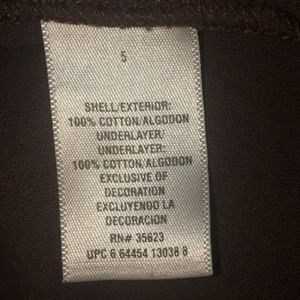 5
SHELL/EXTERIOR:
100% COTTON/ALGODON
UNDERLAYER/
UNDERLAYER:
100% COTTON/ALGODON
EXCLUSIVE OF
DECORATION
EXCLUYENDO LA
DECORACION
RN# 35623
UPC 6 64454 13038 8